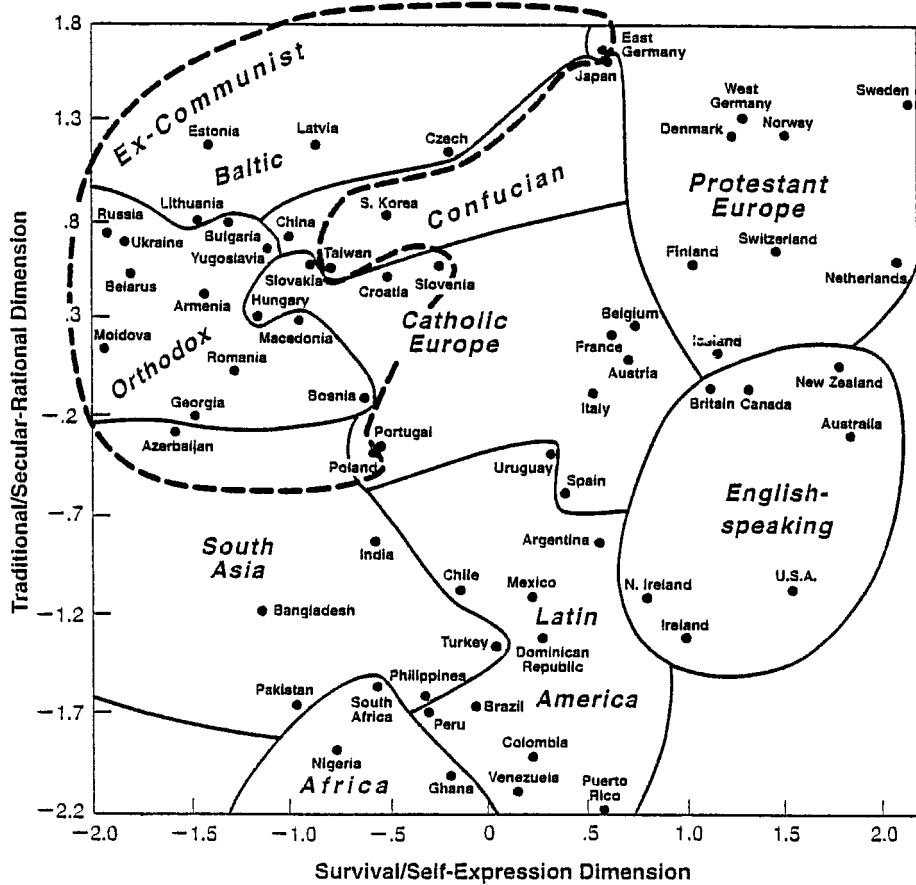 1.8
1.3
.8
.3
−.2
−.7
−1.2
−1.7
−2.2
Traditional/Secular-Rational Dimension
Ex-Communist
East
Germany
Japan
Sweden
West
Germany
Denmark
Norway
Estonia
Latvia
Czech
Baltic
Protestant
Europe
Confucian
S. Korea
Lithuania
Bulgaria
Russia
Ukraine
China
Yugoslavia
Taiwan
Slovakia
Croatia
Slovenia
Finland
Switzerland
Netherlands
Belarus
Armenia
Hungary
Macedonia
Catholic
Europe
Belgium
France
Austria
Iceland
Moldova
Romania
Orthodox
Georgia
Bosnia
Italy
Britain
Canada
New Zealand
Australia
Azerbaijan
Portugal
Poland
Uruguay
Spain
English-
speaking
South
Asia
India
Argentina
Chile
Mexico
N. Ireland
U.S.A.
Bangladesh
Latin
America
Turkey
Dominican
Republic
Ireland
Pakistan
South
Africa
Philippines
Peru
Brazil
Nigeria
Africa
Ghana
Colombia
Venezuela
Puerto
Rico
−2.0
−1.5
−1.0
−.5
0
.5
1.0
1.5
2.0
Survival/Self-Expression Dimension